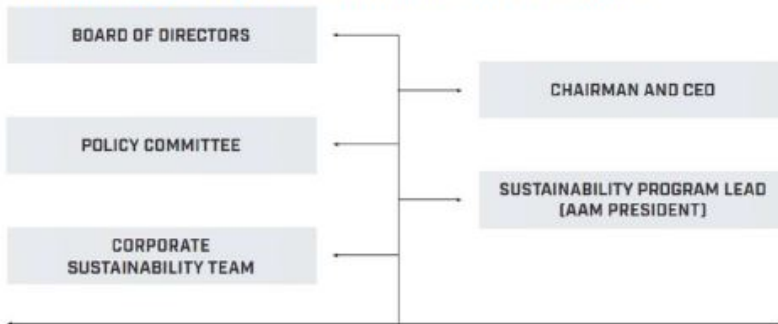 BOARD OF DIRECTORS
CHAIRMAN AND CEO
POLICY COMMITTEE
SUSTAINABILITY PROGRAM LEAD
(AAM PRESIDENT)
CORPORATE
SUSTAINABILITY TEAM